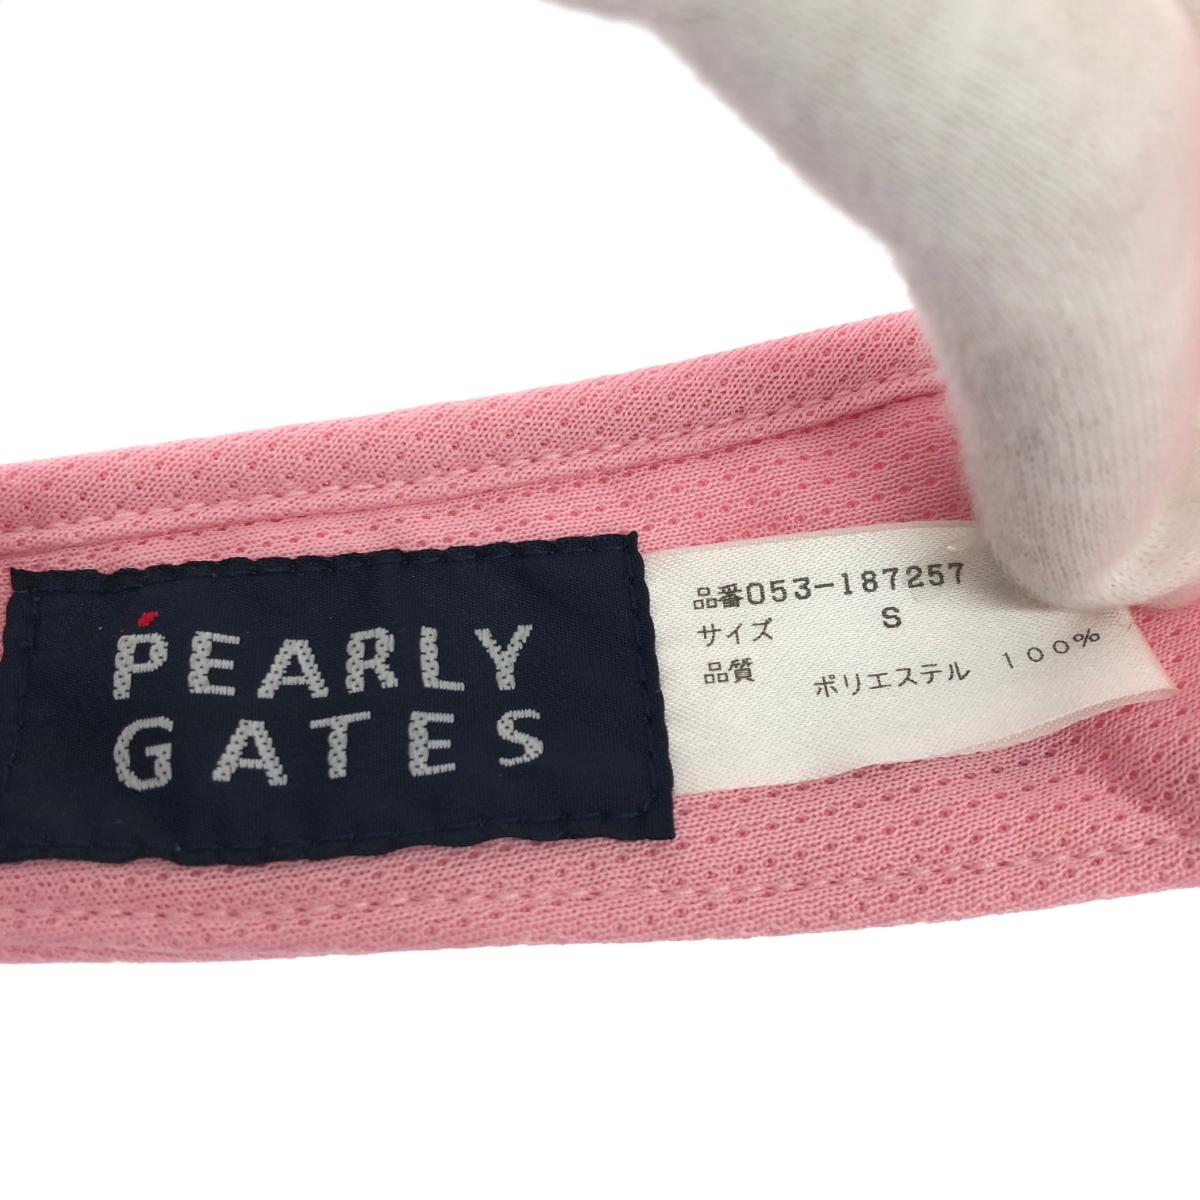 PEARLY
GATES
品番053-187257
サイズ S
品質 ポリエステル 100%